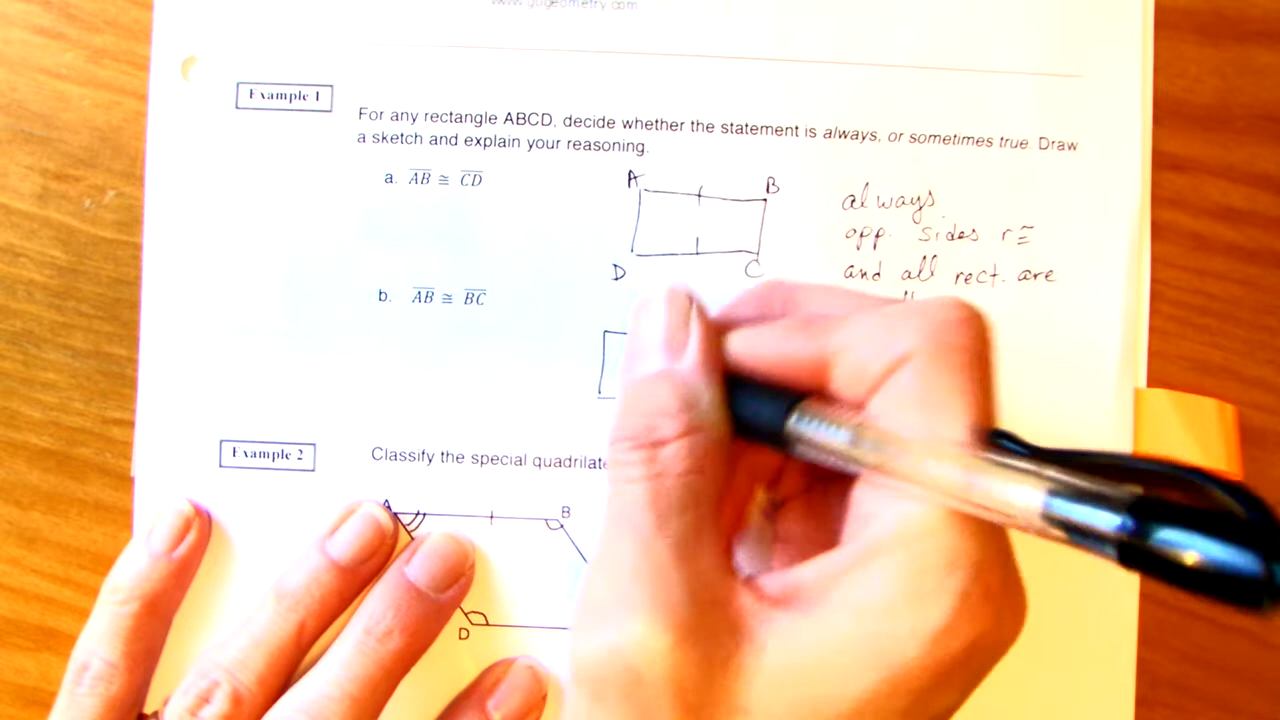 Example 1
For any rectangle ABCD, decide whether the statement is always, or sometimes true. Draw
a sketch and explain your reasoning.
a. AB ≅ CD
A B
D C
always
opp. sides r ≅
and all rect. are
b. AB ≅ BC
Example 2
Classify the special
A B
D